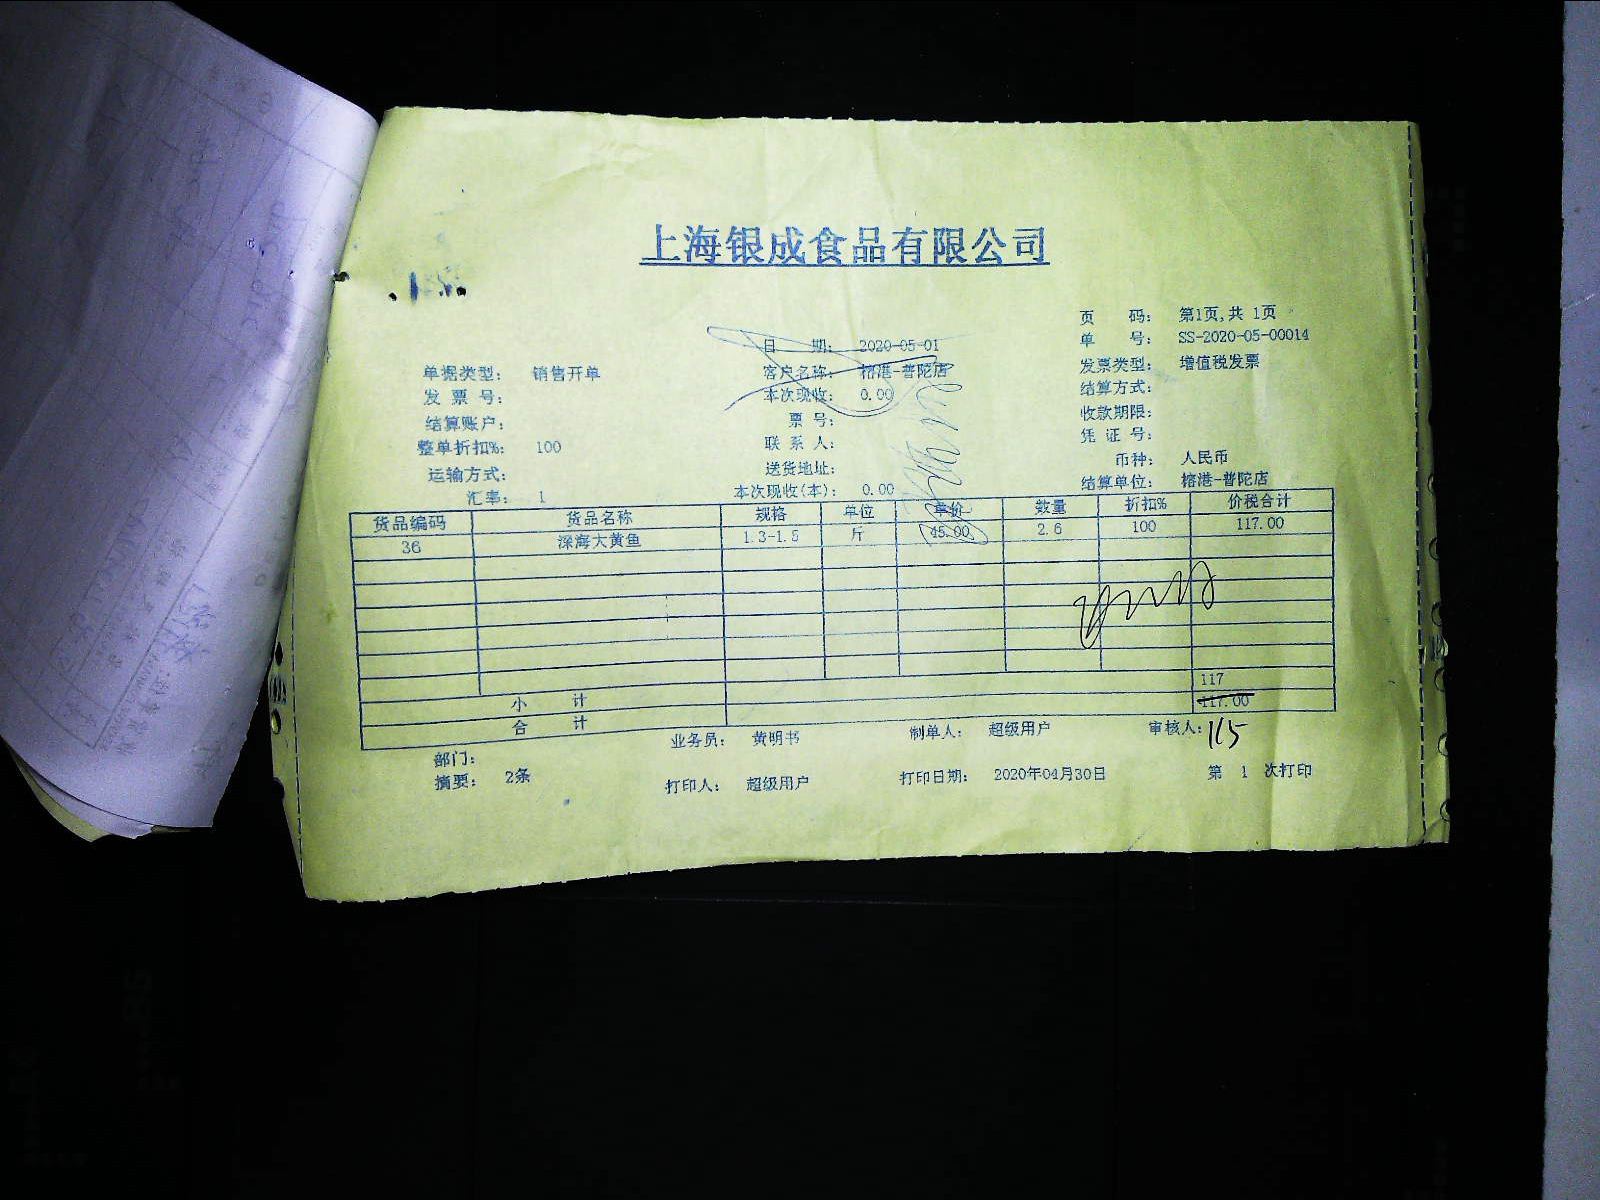 上海银成食品有限公司
页 码: 第1页,共 1页
日 期: 2020-05-01 单 号: SS-2020-05-00014
单据类型: 销售开单 客户名称: 榕港-普陀店 发票类型: 增值税发票
发 票 号: 本次现收: 0.00 结算方式:
结算账户: 票 号: 收款期限:
整单折扣%: 100 联 系 人: 凭 证 号:
运输方式: 送货地址: 币种: 人民币
汇率: 1 本次现收(本): 0.00 结算单位: 榕港-普陀店
货品编码 货品名称 规格 单位 单价 数量 折扣% 价税合计
36 深海大黄鱼 1.3-1.5 斤 45.00 2.6 100 117.00
小 计 117
合 计 117.00
部门: 业务员: 黄明书 制单人: 超级用户 审核人: 115
摘要: 2条 打印人: 超级用户 打印日期: 2020年04月30日 第 1 次打印